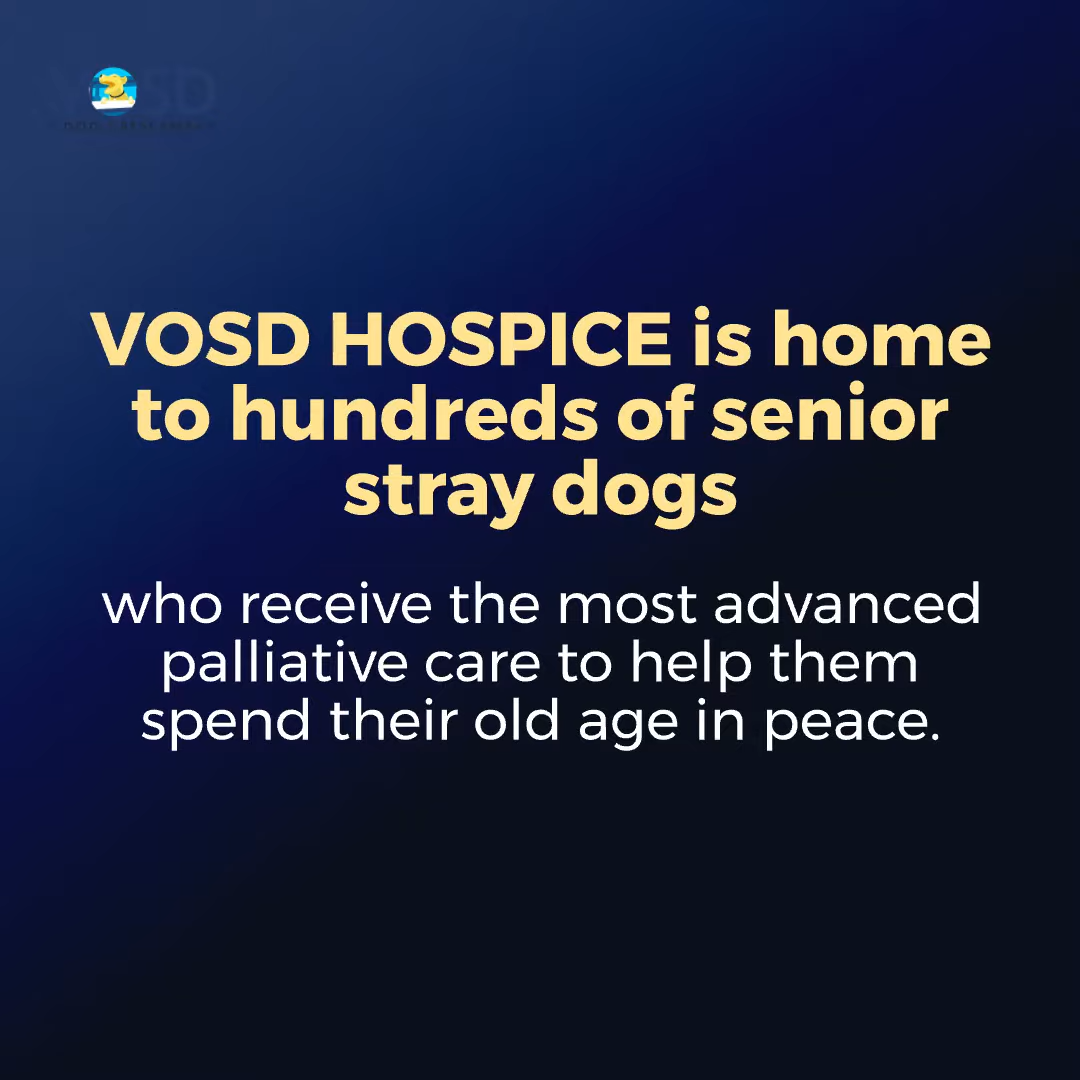 VOSD
VOSD HOSPICE is home
to hundreds of senior
stray dogs
who receive the most advanced
palliative care to help them
spend their old age in peace.